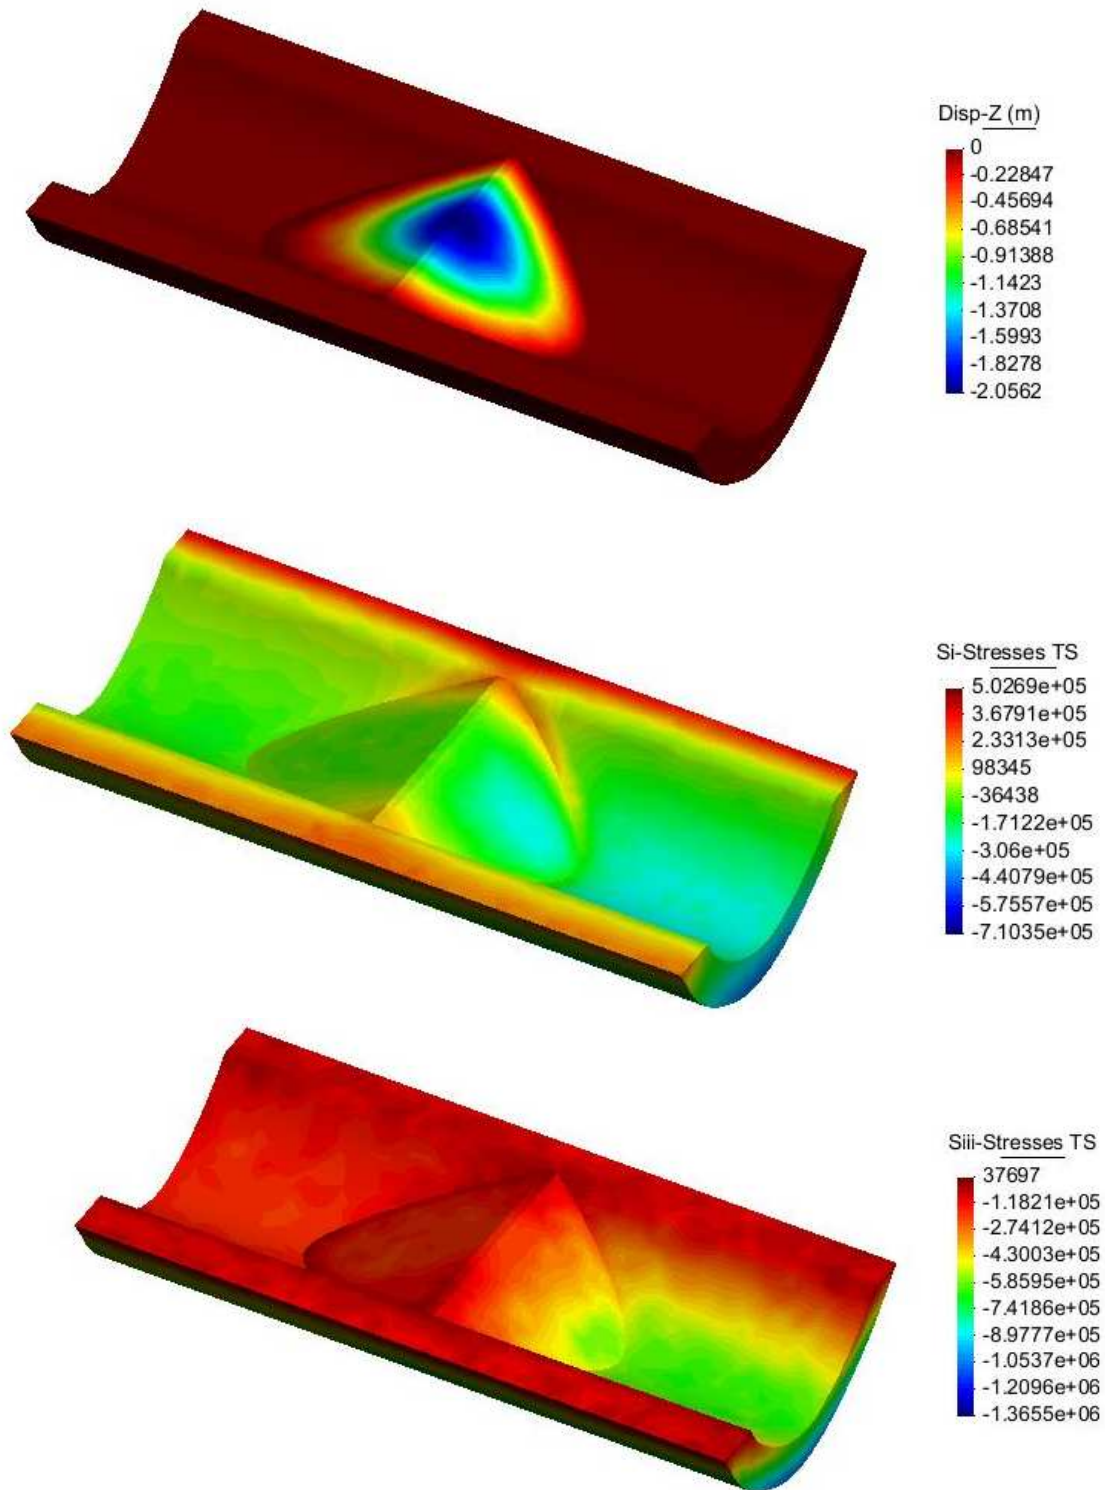 Disp-Z (m)
0
-0.22847
-0.45694
-0.68541
-0.91388
-1.1423
-1.3708
-1.5993
-1.8278
-2.0562
Si-Stresses TS
5.0269e+05
3.6791e+05
2.3313e+05
98345
-36438
-1.7122e+05
-3.06e+05
-4.4079e+05
-5.7557e+05
-7.1035e+05
Siii-Stresses TS
37697
-1.1821e+05
-2.7412e+05
-4.3003e+05
-5.8595e+05
-7.4186e+05
-8.9777e+05
-1.0537e+06
-1.2096e+06
-1.3655e+06